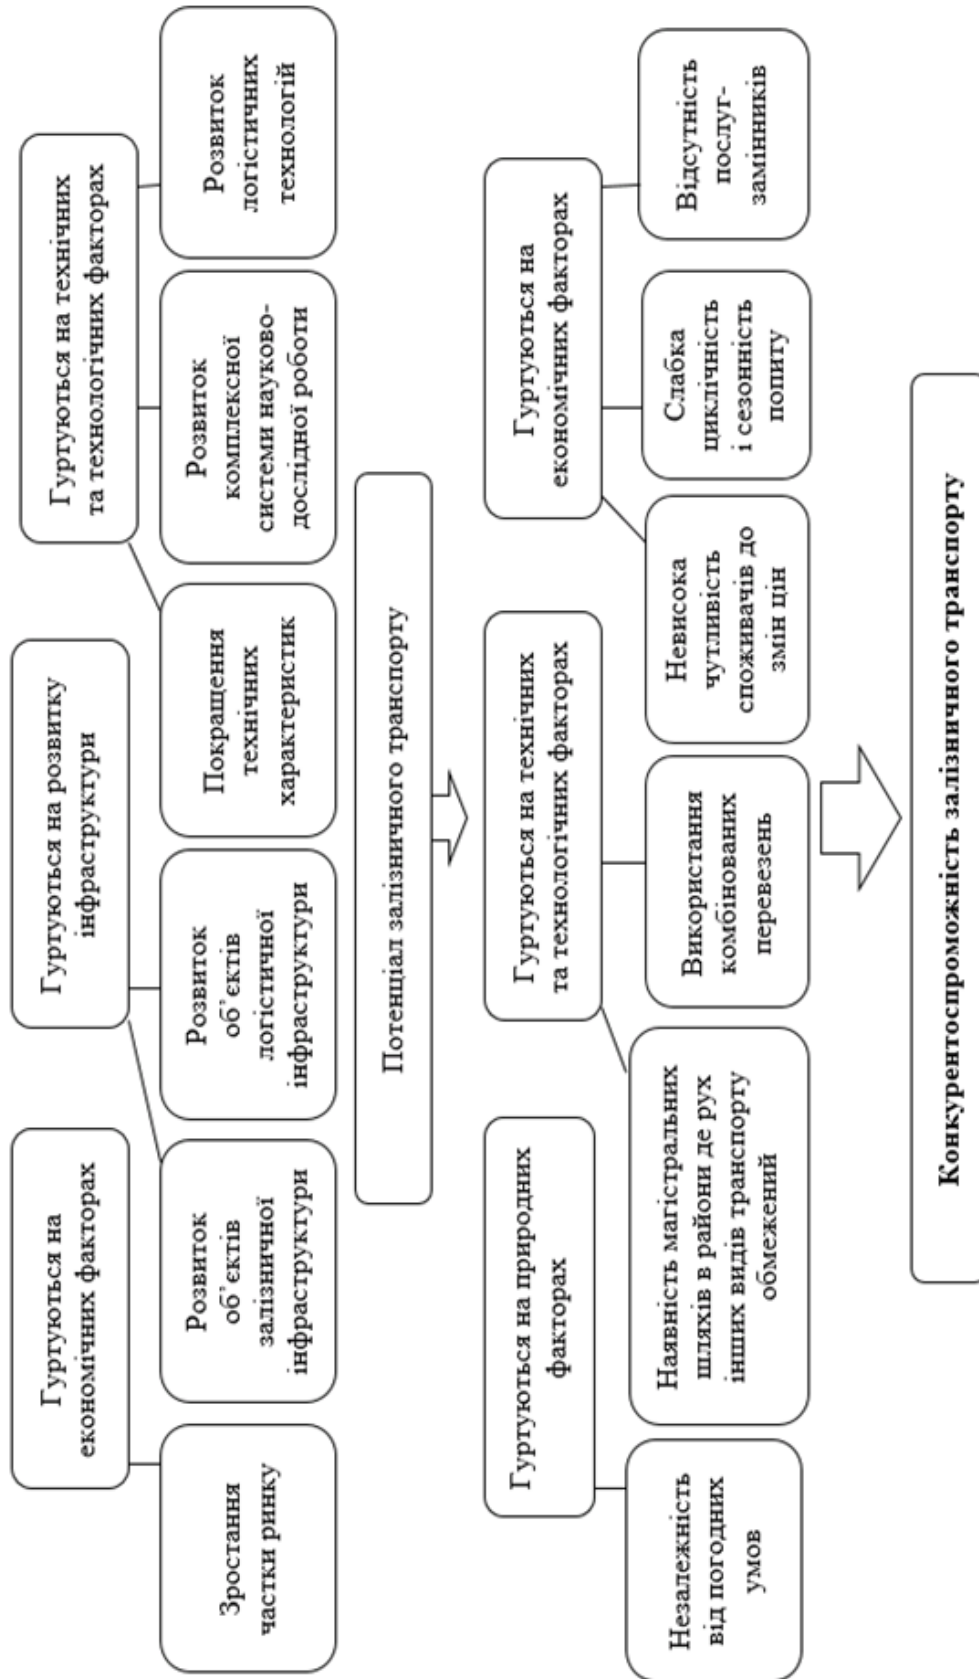 Гуртуються на
економічних факторах
Гуртуються на розвитку
інфраструктури
Гуртуються на технічних
та технологічних факторах
Зростання
частки ринку
Розвиток
об’єктів
залізничної
інфраструктури
Розвиток
об’єктів
логістичної
інфраструктури
Покращення
технічних
характеристик
Розвиток
комплексної
системи науково-
дослідної роботи
Розвиток
логістичних
технологій
Потенціал залізничного транспорту
Гуртуються на природних
факторах
Гуртуються на технічних
та технологічних факторах
Гуртуються на
економічних факторах
Незалежність
від погодних
умов
Наявність магістральних
шляхів в райони де рух
інших видів транспорту
обмежений
Використання
комбінованих
перевезень
Невисока
чутливість
споживачів до
змін цін
Слабка
циклічність
і сезонність
попиту
Відсутність
послуг-
замінників
Конкурентоспроможність залізничного транспорту